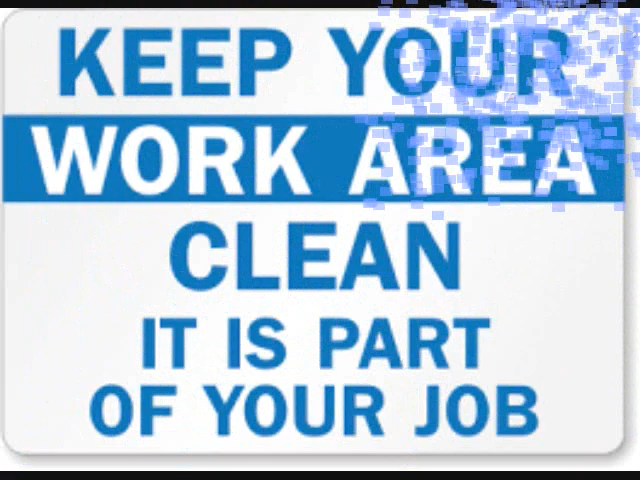 KEEP YOUR
WORK AREA
CLEAN
IT IS PART
OF YOUR JOB